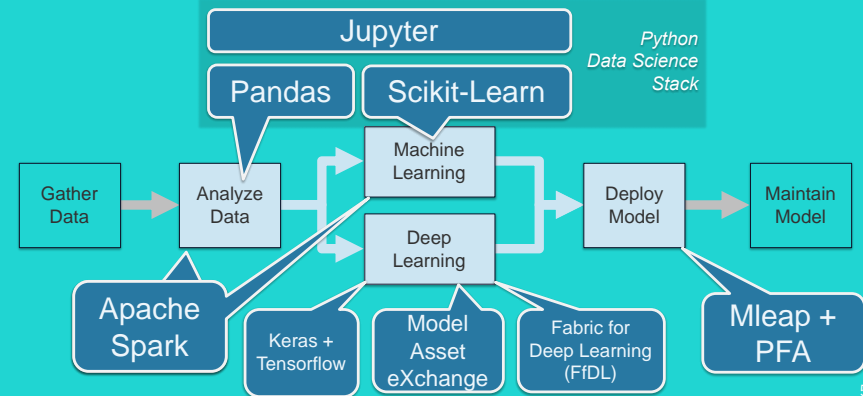 Jupyter
Python
Data Science
Stack
Pandas
Scikit-Learn
Gather
Data
Analyze
Data
Machine
Learning
Deep
Learning
Deploy
Model
Maintain
Model
Apache
Spark
Keras +
Tensorflow
Model
Asset
eXchange
Fabric for
Deep Learning
(FfDL)
Mleap +
PFA